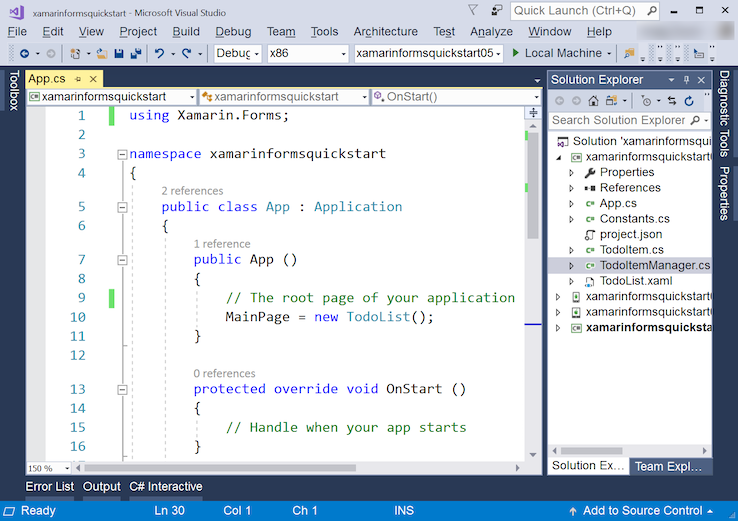 xamarinformsquickstart - Microsoft Visual Studio
Quick Launch (Ctrl+Q)
File Edit View Project Build Debug Team Tools Architecture Test Analyze Window Help
Debug x86 xamarinformsquickstart05 Local Machine
Toolbox
App.cs
xamarinformsquickstart xamarinformsquickstart OnStart()
1 using Xamarin.Forms;
2
3 namespace xamarinformsquickstart
4 {
2 references
5 public class App : Application
6 {
1 reference
7 public App ()
8 {
9 // The root page of your application
10 MainPage = new TodoList();
11 }
12
0 references
13 protected override void OnStart ()
14 {
15 // Handle when your app starts
16 }
150 %
Solution Explorer
Search Solution Explorer
Solution 'xamarinformsqui
xamarinformsquickstart
Properties
References
App.cs
Constants.cs
project.json
TodoItem.cs
TodoItemManager.cs
TodoList.xaml
xamarinformsquickstart
xamarinformsquickstart
xamarinformsquicksta
Solution Ex... Team Expl...
Diagnostic Tools
Properties
Error List Output C# Interactive
Ready Ln 30 Col 1 Ch 1 INS Add to Source Control